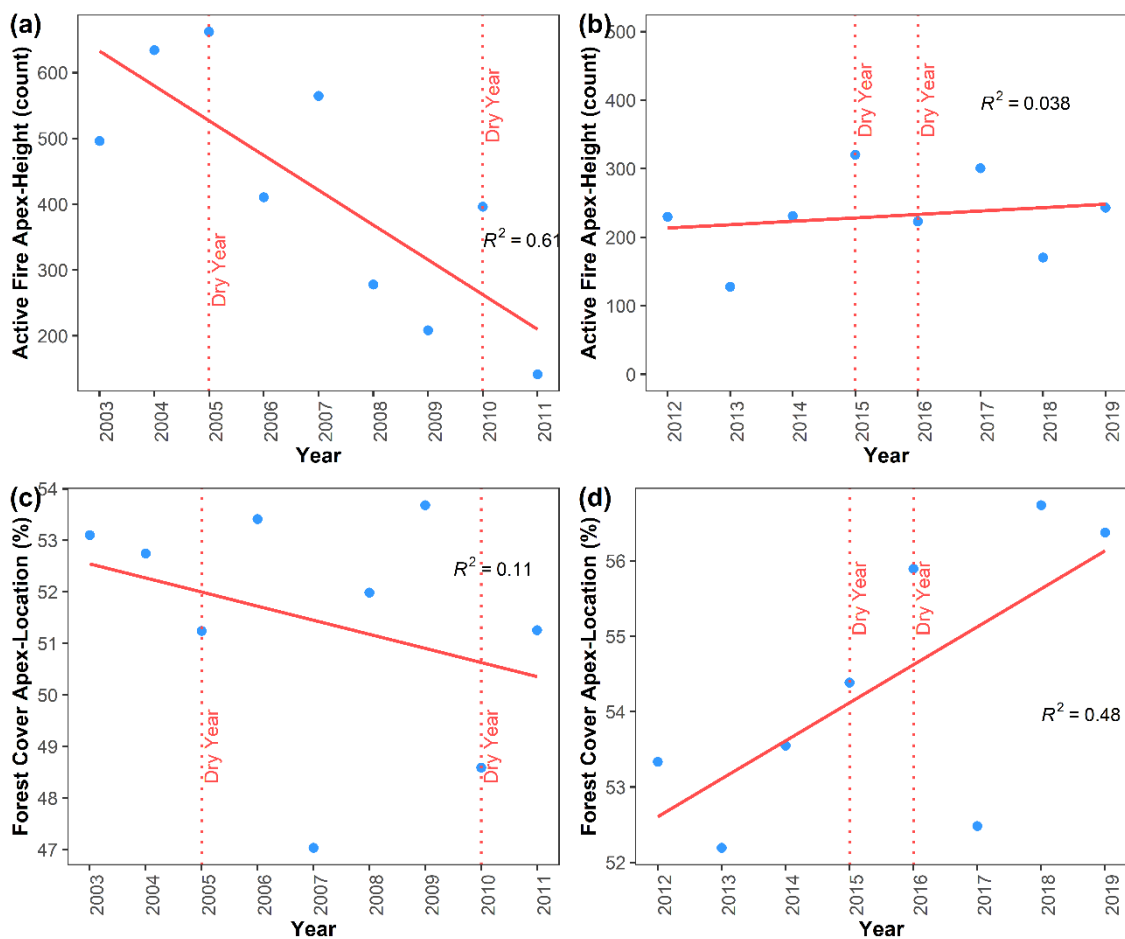 (a)
Active Fire Apex-Height (count)
600
500
400
300
200
Dry Year
Dry Year
R² = 0.61
2003
2004
2005
2006
2007
2008
2009
2010
2011
Year
(b)
Active Fire Apex-Height (count)
500
400
300
200
100
0
Dry Year
Dry Year
R² = 0.038
2012
2013
2014
2015
2016
2017
2018
2019
Year
(c)
Forest Cover Apex-Location (%)
54
53
52
51
50
49
48
47
Dry Year
Dry Year
R² = 0.11
2003
2004
2005
2006
2007
2008
2009
2010
2011
Year
(d)
Forest Cover Apex-Location (%)
56
55
54
53
52
Dry Year
Dry Year
R² = 0.48
2012
2013
2014
2015
2016
2017
2018
2019
Year